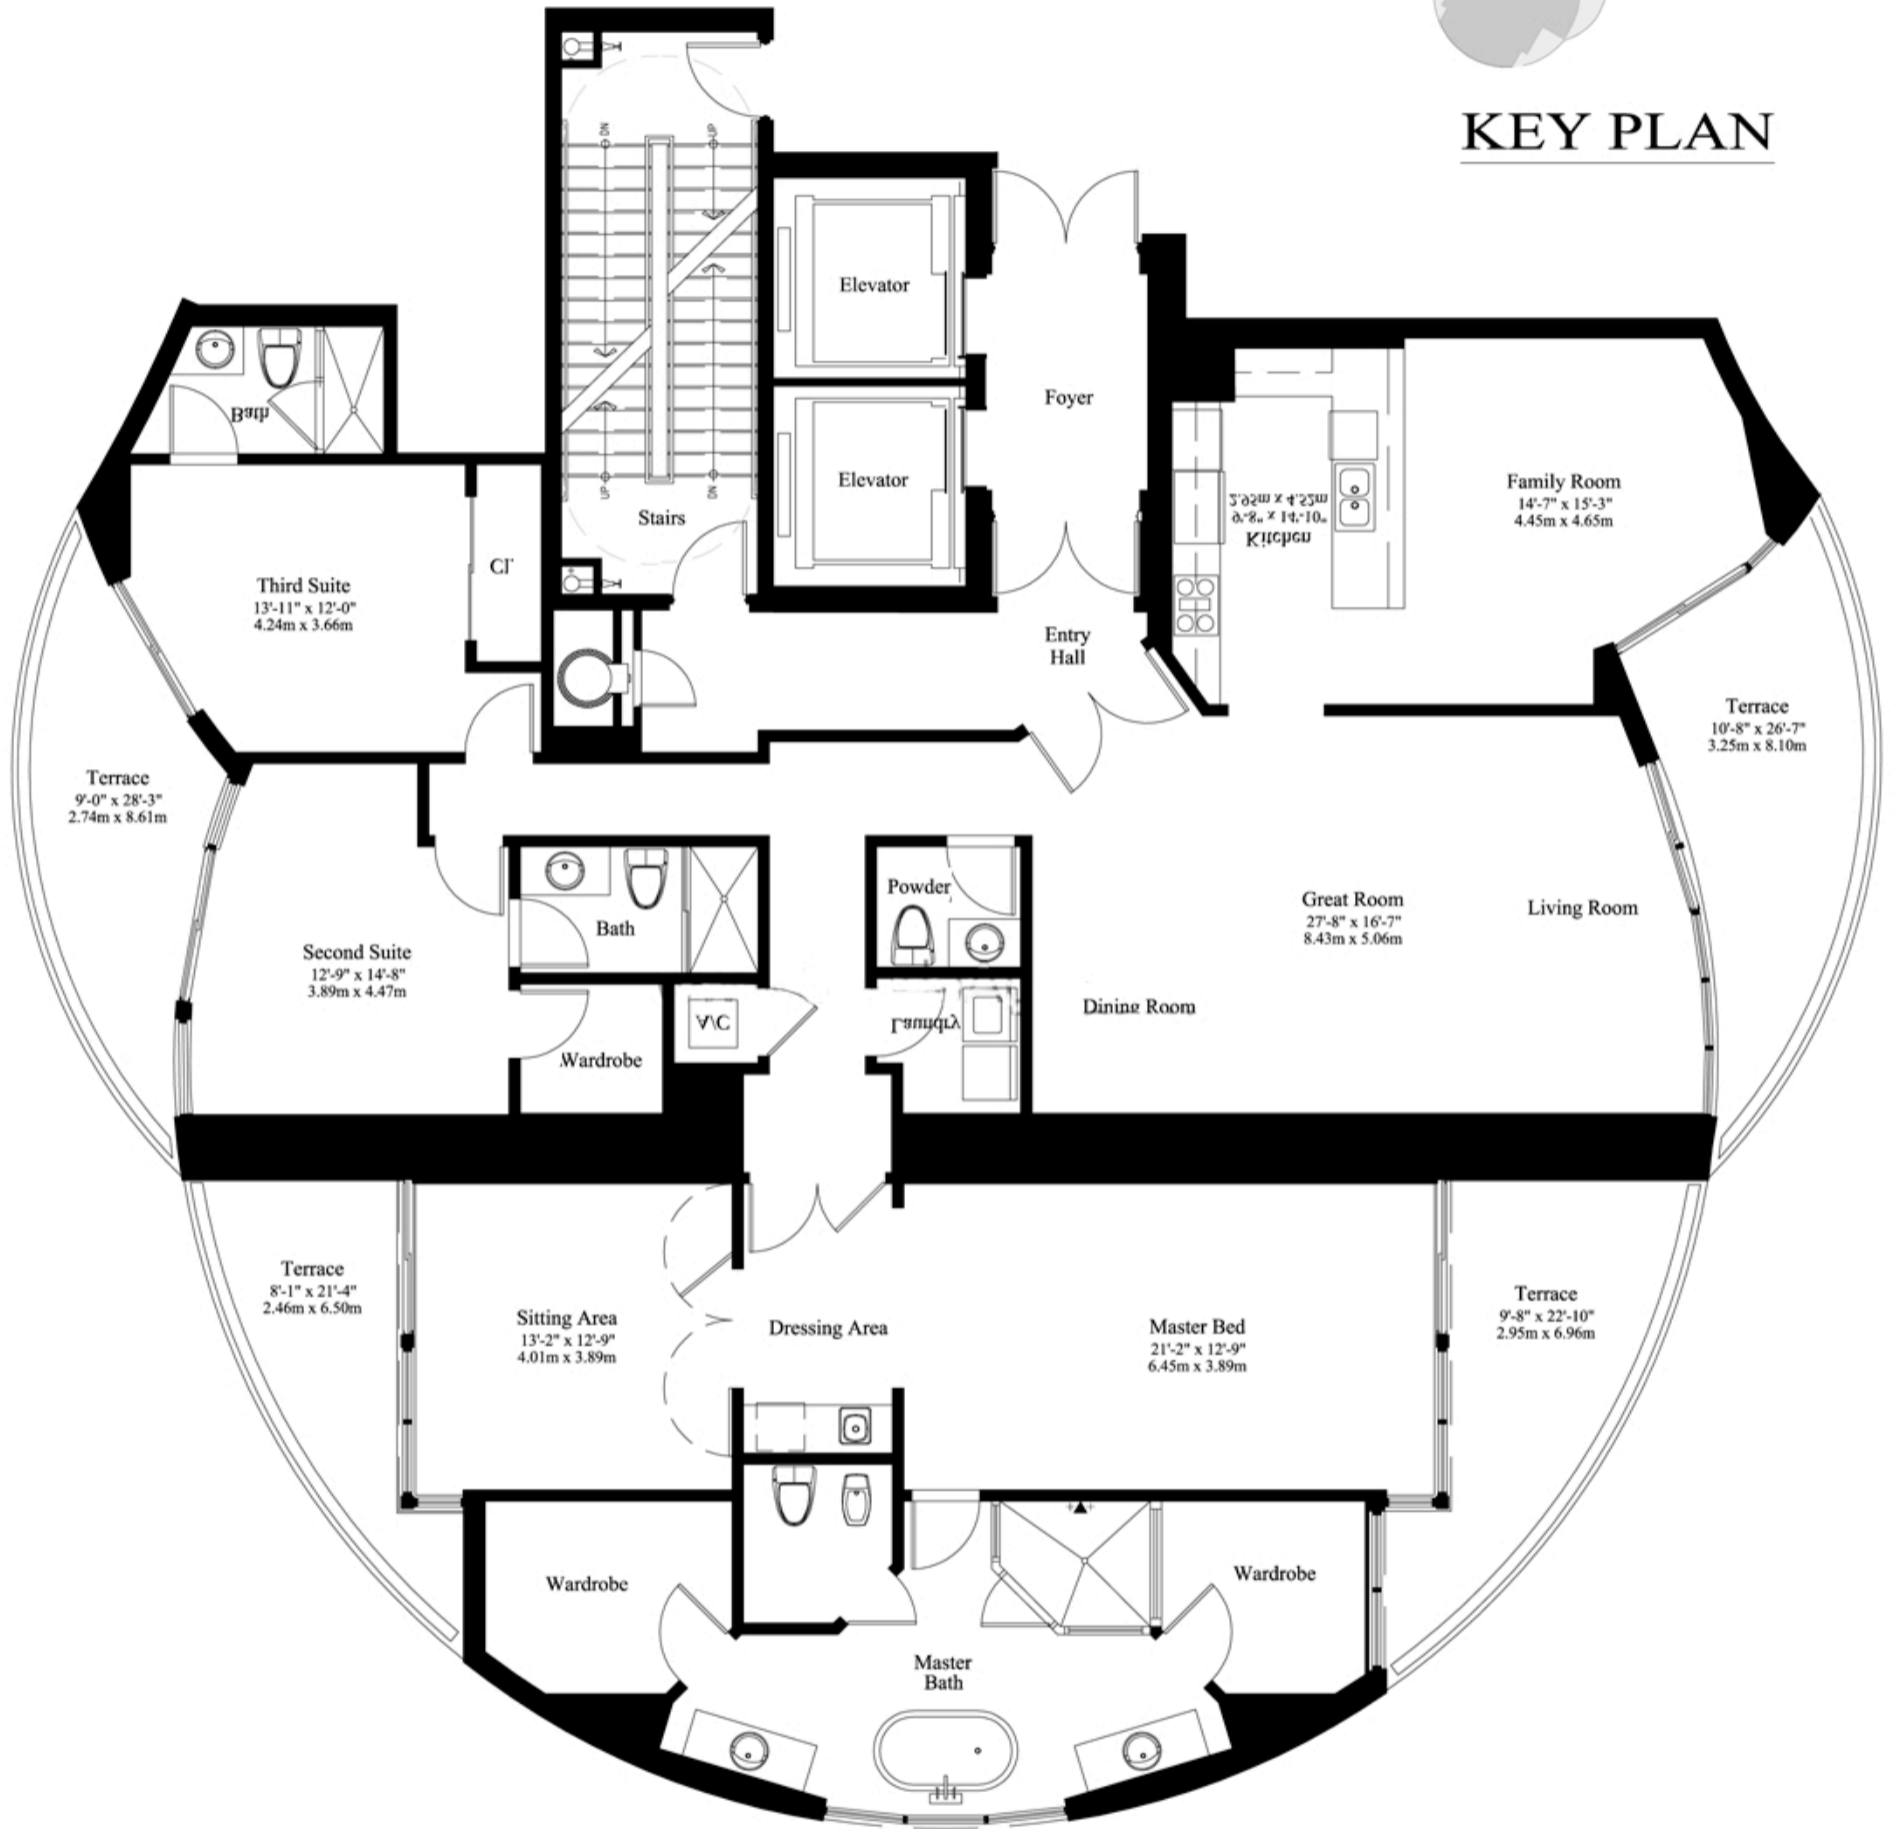 KEY PLAN
DN
UP
Elevator
Foyer
Bath
Elevator
Family Room
14'-7" x 15'-3"
4.45m x 4.65m
UP
DN
Stairs
Kitchen
9'-8" x 14'-10"
2.95m x 4.52m
Cl.
Third Suite
13'-11" x 12'-0"
4.24m x 3.66m
Entry
Hall
Terrace
10'-8" x 26'-7"
3.25m x 8.10m
Terrace
9'-0" x 28'-3"
2.74m x 8.61m
Powder
Great Room
27'-8" x 16'-7"
8.43m x 5.06m
Living Room
Bath
Second Suite
12'-9" x 14'-8"
3.89m x 4.47m
Dining Room
A/C
Laundry
Wardrobe
Terrace
8'-1" x 21'-4"
2.46m x 6.50m
Sitting Area
13'-2" x 12'-9"
4.01m x 3.89m
Dressing Area
Master Bed
21'-2" x 12'-9"
6.45m x 3.89m
Terrace
9'-8" x 22'-10"
2.95m x 6.96m
Wardrobe
Wardrobe
Master
Bath